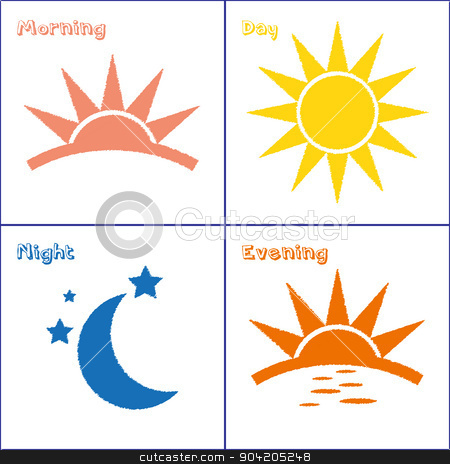 Morning
Day
Cutcaster
Night
Evening
cutcaster.com
904205248